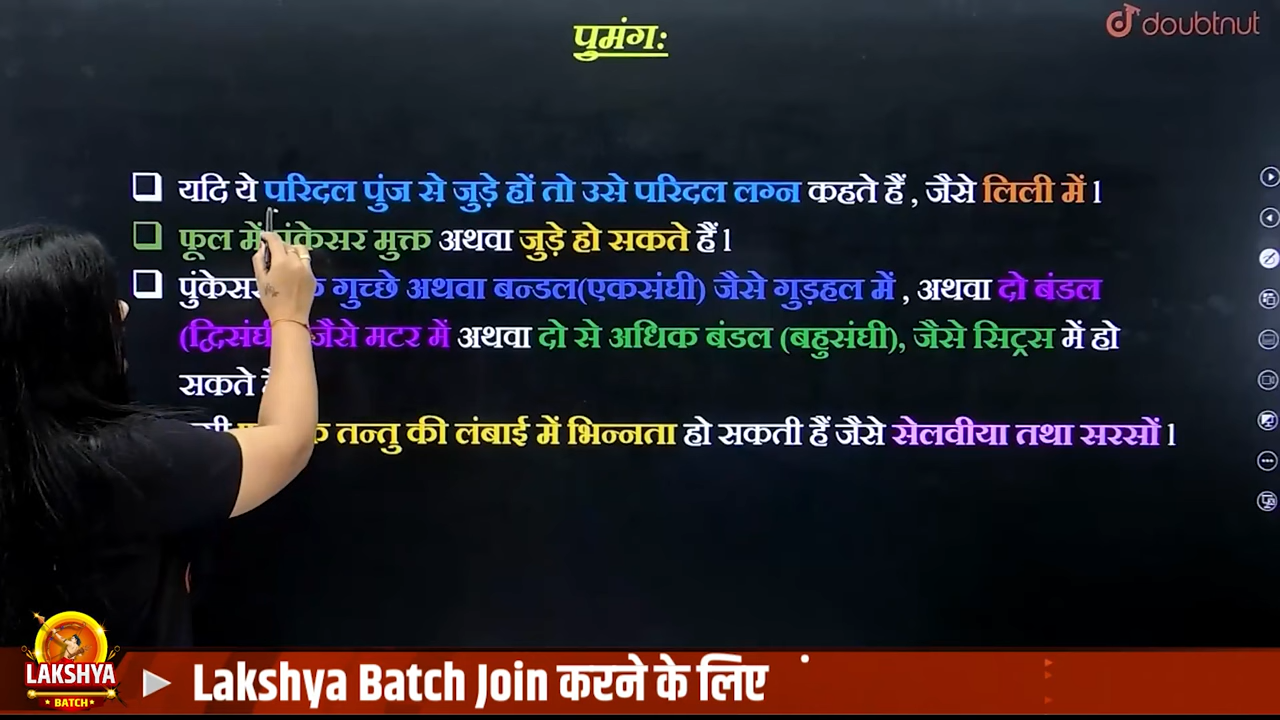 पुमंग:
doubtnut
यदि ये परिदल पुंज से जुड़े हों तो उसे परिदल लग्न कहते हैं , जैसे लिली में l
फूल में पुंकेसर मुक्त अथवा जुड़े हो सकते हैं l
पुंकेसर गुच्छे अथवा बन्डल(एकसंघी) जैसे गुड़हल में , अथवा दो बंडल
(द्विसंघी जैसे मटर में अथवा दो से अधिक बंडल (बहुसंघी), जैसे सिट्रस में हो
सकते
तन्तु की लंबाई में भिन्नता हो सकती हैं जैसे सेलवीया तथा सरसों l
LAKSHYA
BATCH
Lakshya Batch Join करने के लिए